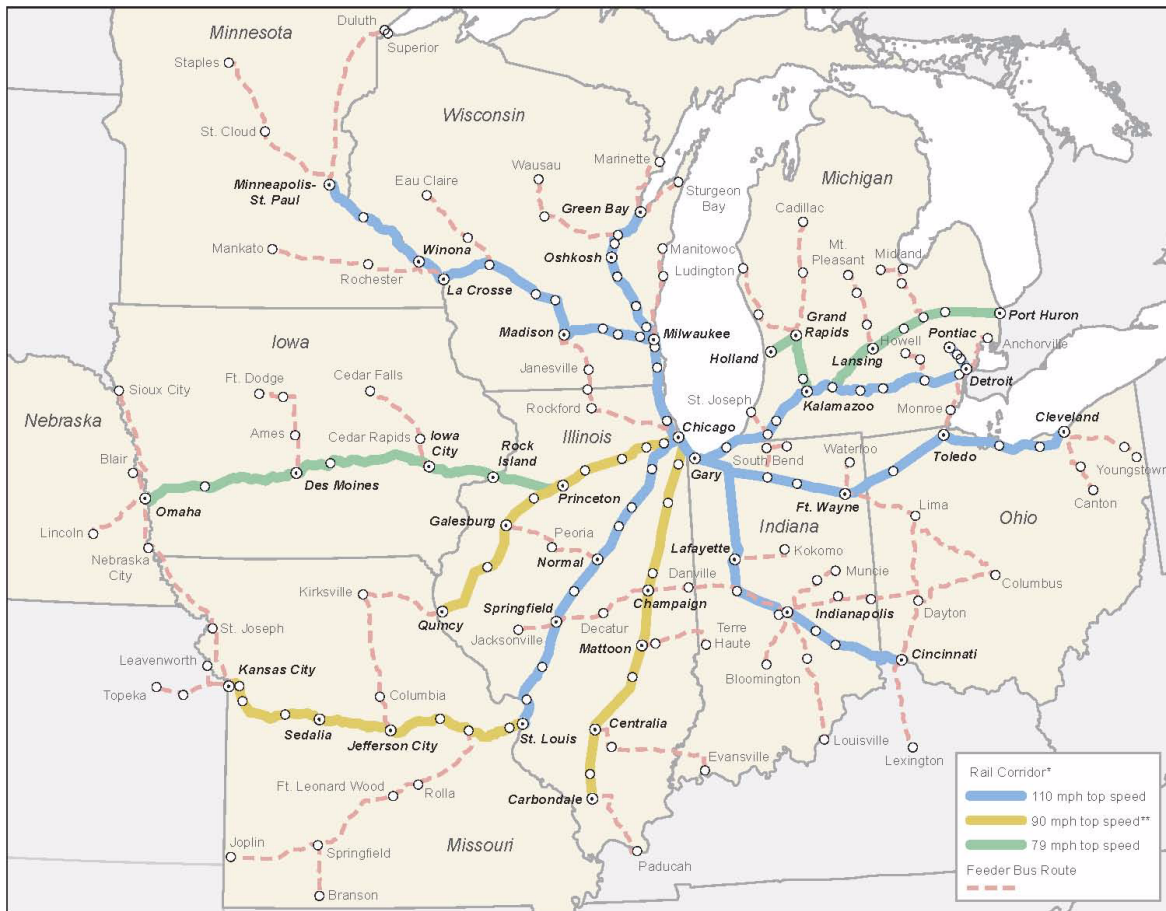 Duluth
Minnesota
Superior
Staples
Wisconsin
St. Cloud
Marinette
Wausau
Eau Claire
Minneapolis-
St. Paul
Michigan
Sturgeon
Bay
Green Bay
Cadillac
Mankato
Winona
Rochester
La Crosse
Oshkosh
Manitowoc
Ludington
Mt.
Pleasant
Midland
Madison
Milwaukee
Grand
Rapids
Port Huron
Pontiac
Holland
Lansing
Howell
Anchorville
Iowa
Janesville
Detroit
Sioux City
Ft. Dodge
Cedar Falls
Rockford
St. Joseph
Kalamazoo
Monroe
Cleveland
Nebraska
Ames
Cedar Rapids
Iowa
City
Rock
Island
Illinois
Chicago
Gary
South Bend
Waterloo
Toledo
Blair
Des Moines
Princeton
Youngstown
Canton
Omaha
Ft. Wayne
Lincoln
Galesburg
Lima
Ohio
Nebraska
City
Peoria
Normal
Indiana
Lafayette
Kokomo
Kirksville
Danville
Muncie
Columbus
Quincy
Springfield
Champaign
Indianapolis
Dayton
Jacksonville
Decatur
St. Joseph
Terre
Haute
Mattoon
Leavenworth
Kansas City
Cincinnati
Bloomington
Topeka
Columbia
Sedalia
Jefferson City
St. Louis
Centralia
Louisville
Lexington
Evansville
Ft. Leonard Wood
Rolla
Carbondale
Joplin
Springfield
Missouri
Paducah
Branson
Rail Corridor*
110 mph top speed
90 mph top speed**
79 mph top speed
Feeder Bus Route